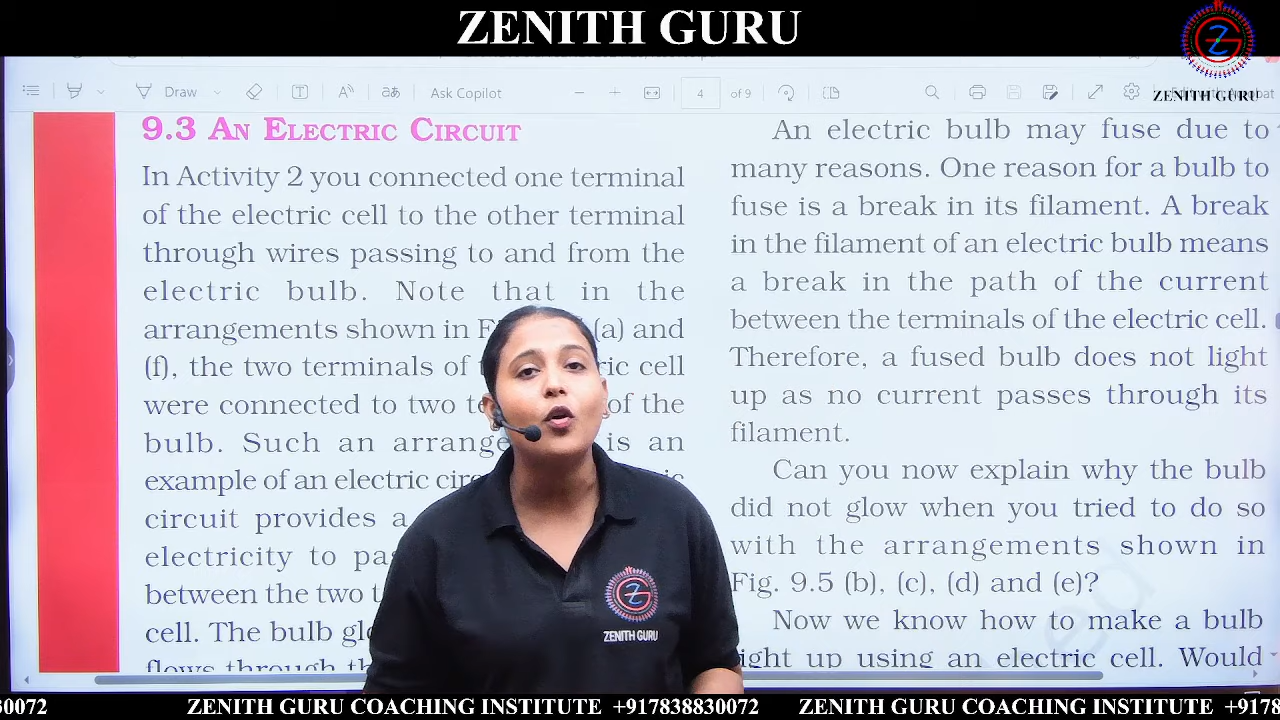 ZENITH GURU
ZENITH GURU
Draw
Ask Copilot
4
of 9
9.3 AN ELECTRIC CIRCUIT
In Activity 2 you connected one terminal
of the electric cell to the other terminal
through wires passing to and from the
electric bulb. Note that in the
arrangements shown in (a) and
(f), the two terminals of cell
were connected to two of the
bulb. Such an is an
example of an electric
circuit provides a
electricity to
between the two
cell. The bulb
flows through
An electric bulb may fuse due to
many reasons. One reason for a bulb to
fuse is a break in its filament. A break
in the filament of an electric bulb means
a break in the path of the current
between the terminals of the electric cell.
Therefore, a fused bulb does not light
up as no current passes through its
filament.
Can you now explain why the bulb
did not glow when you tried to do so
with the arrangements shown in
Fig. 9.5 (b), (c), (d) and (e)?
Now we know how to make a bulb
light up using an electric cell. Would
ZG
ZENITH GURU
30072 ZENITH GURU COACHING INSTITUTE +917838830072 ZENITH GURU COACHING INSTITUTE +9178